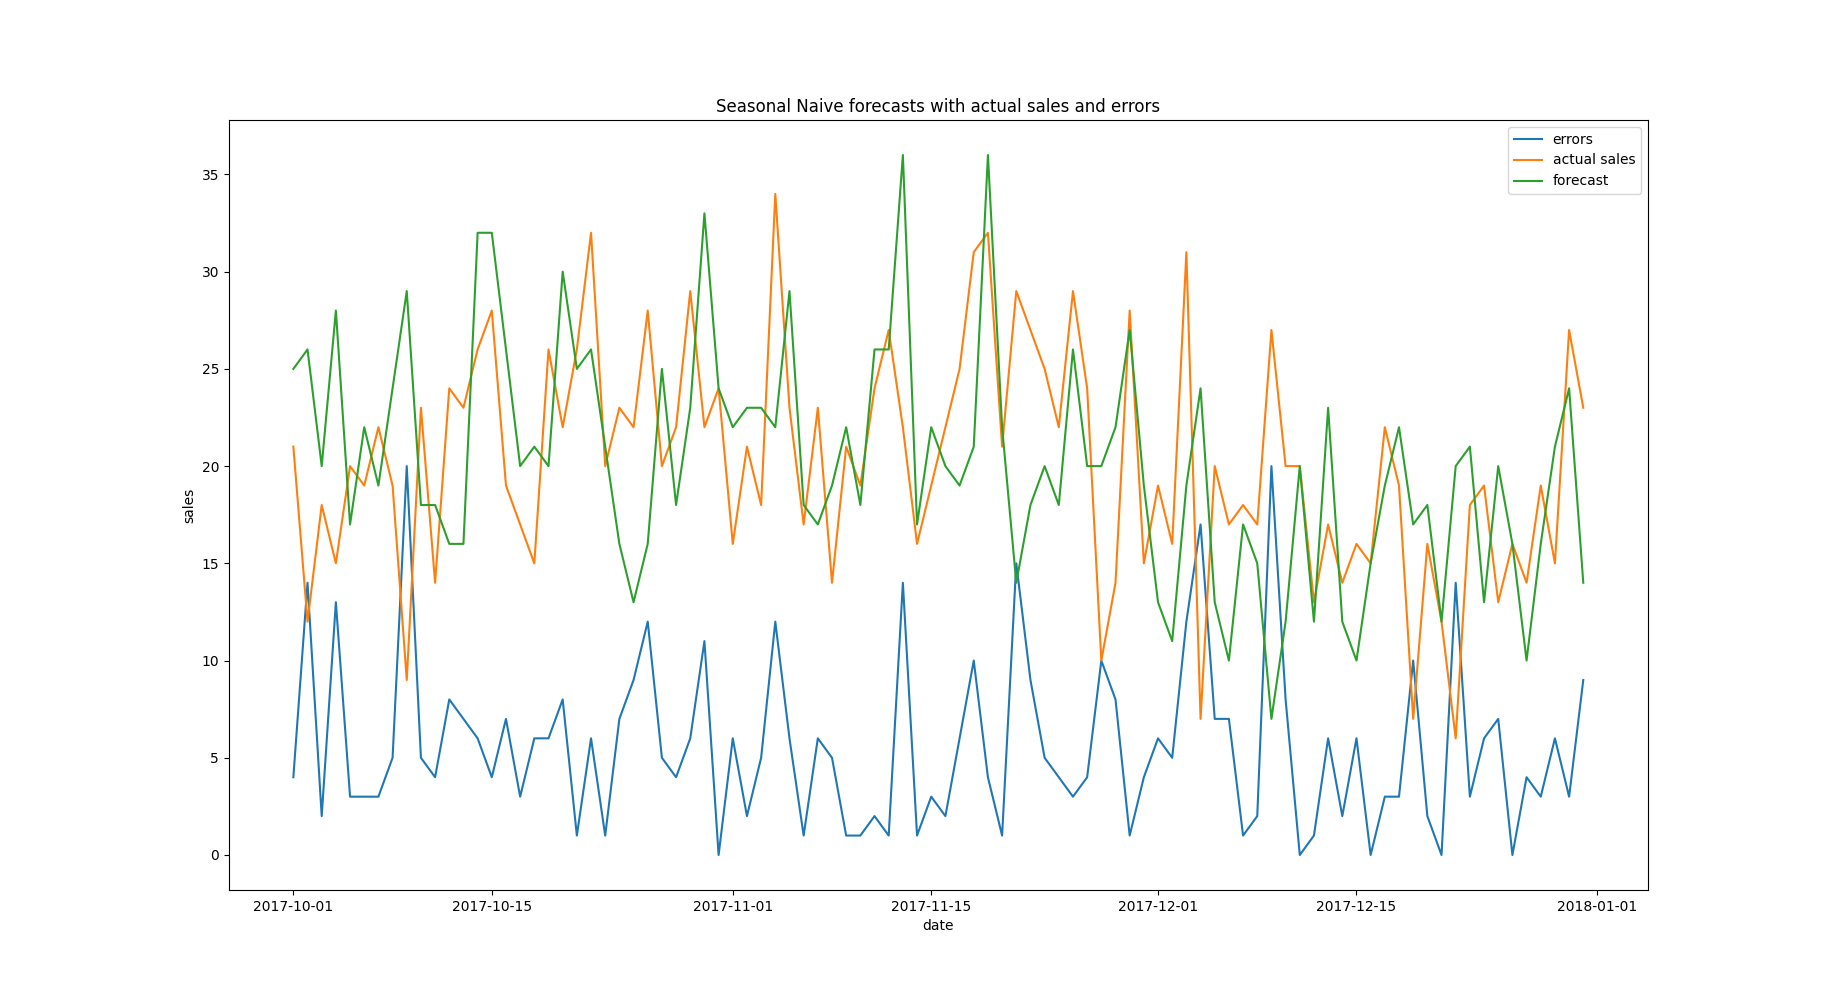 Seasonal Naive forecasts with actual sales and errors
errors
actual sales
forecast
35
30
25
20
15
10
5
0
sales
2017-10-01 2017-10-15 2017-11-01 2017-11-15 2017-12-01 2017-12-15 2018-01-01
date